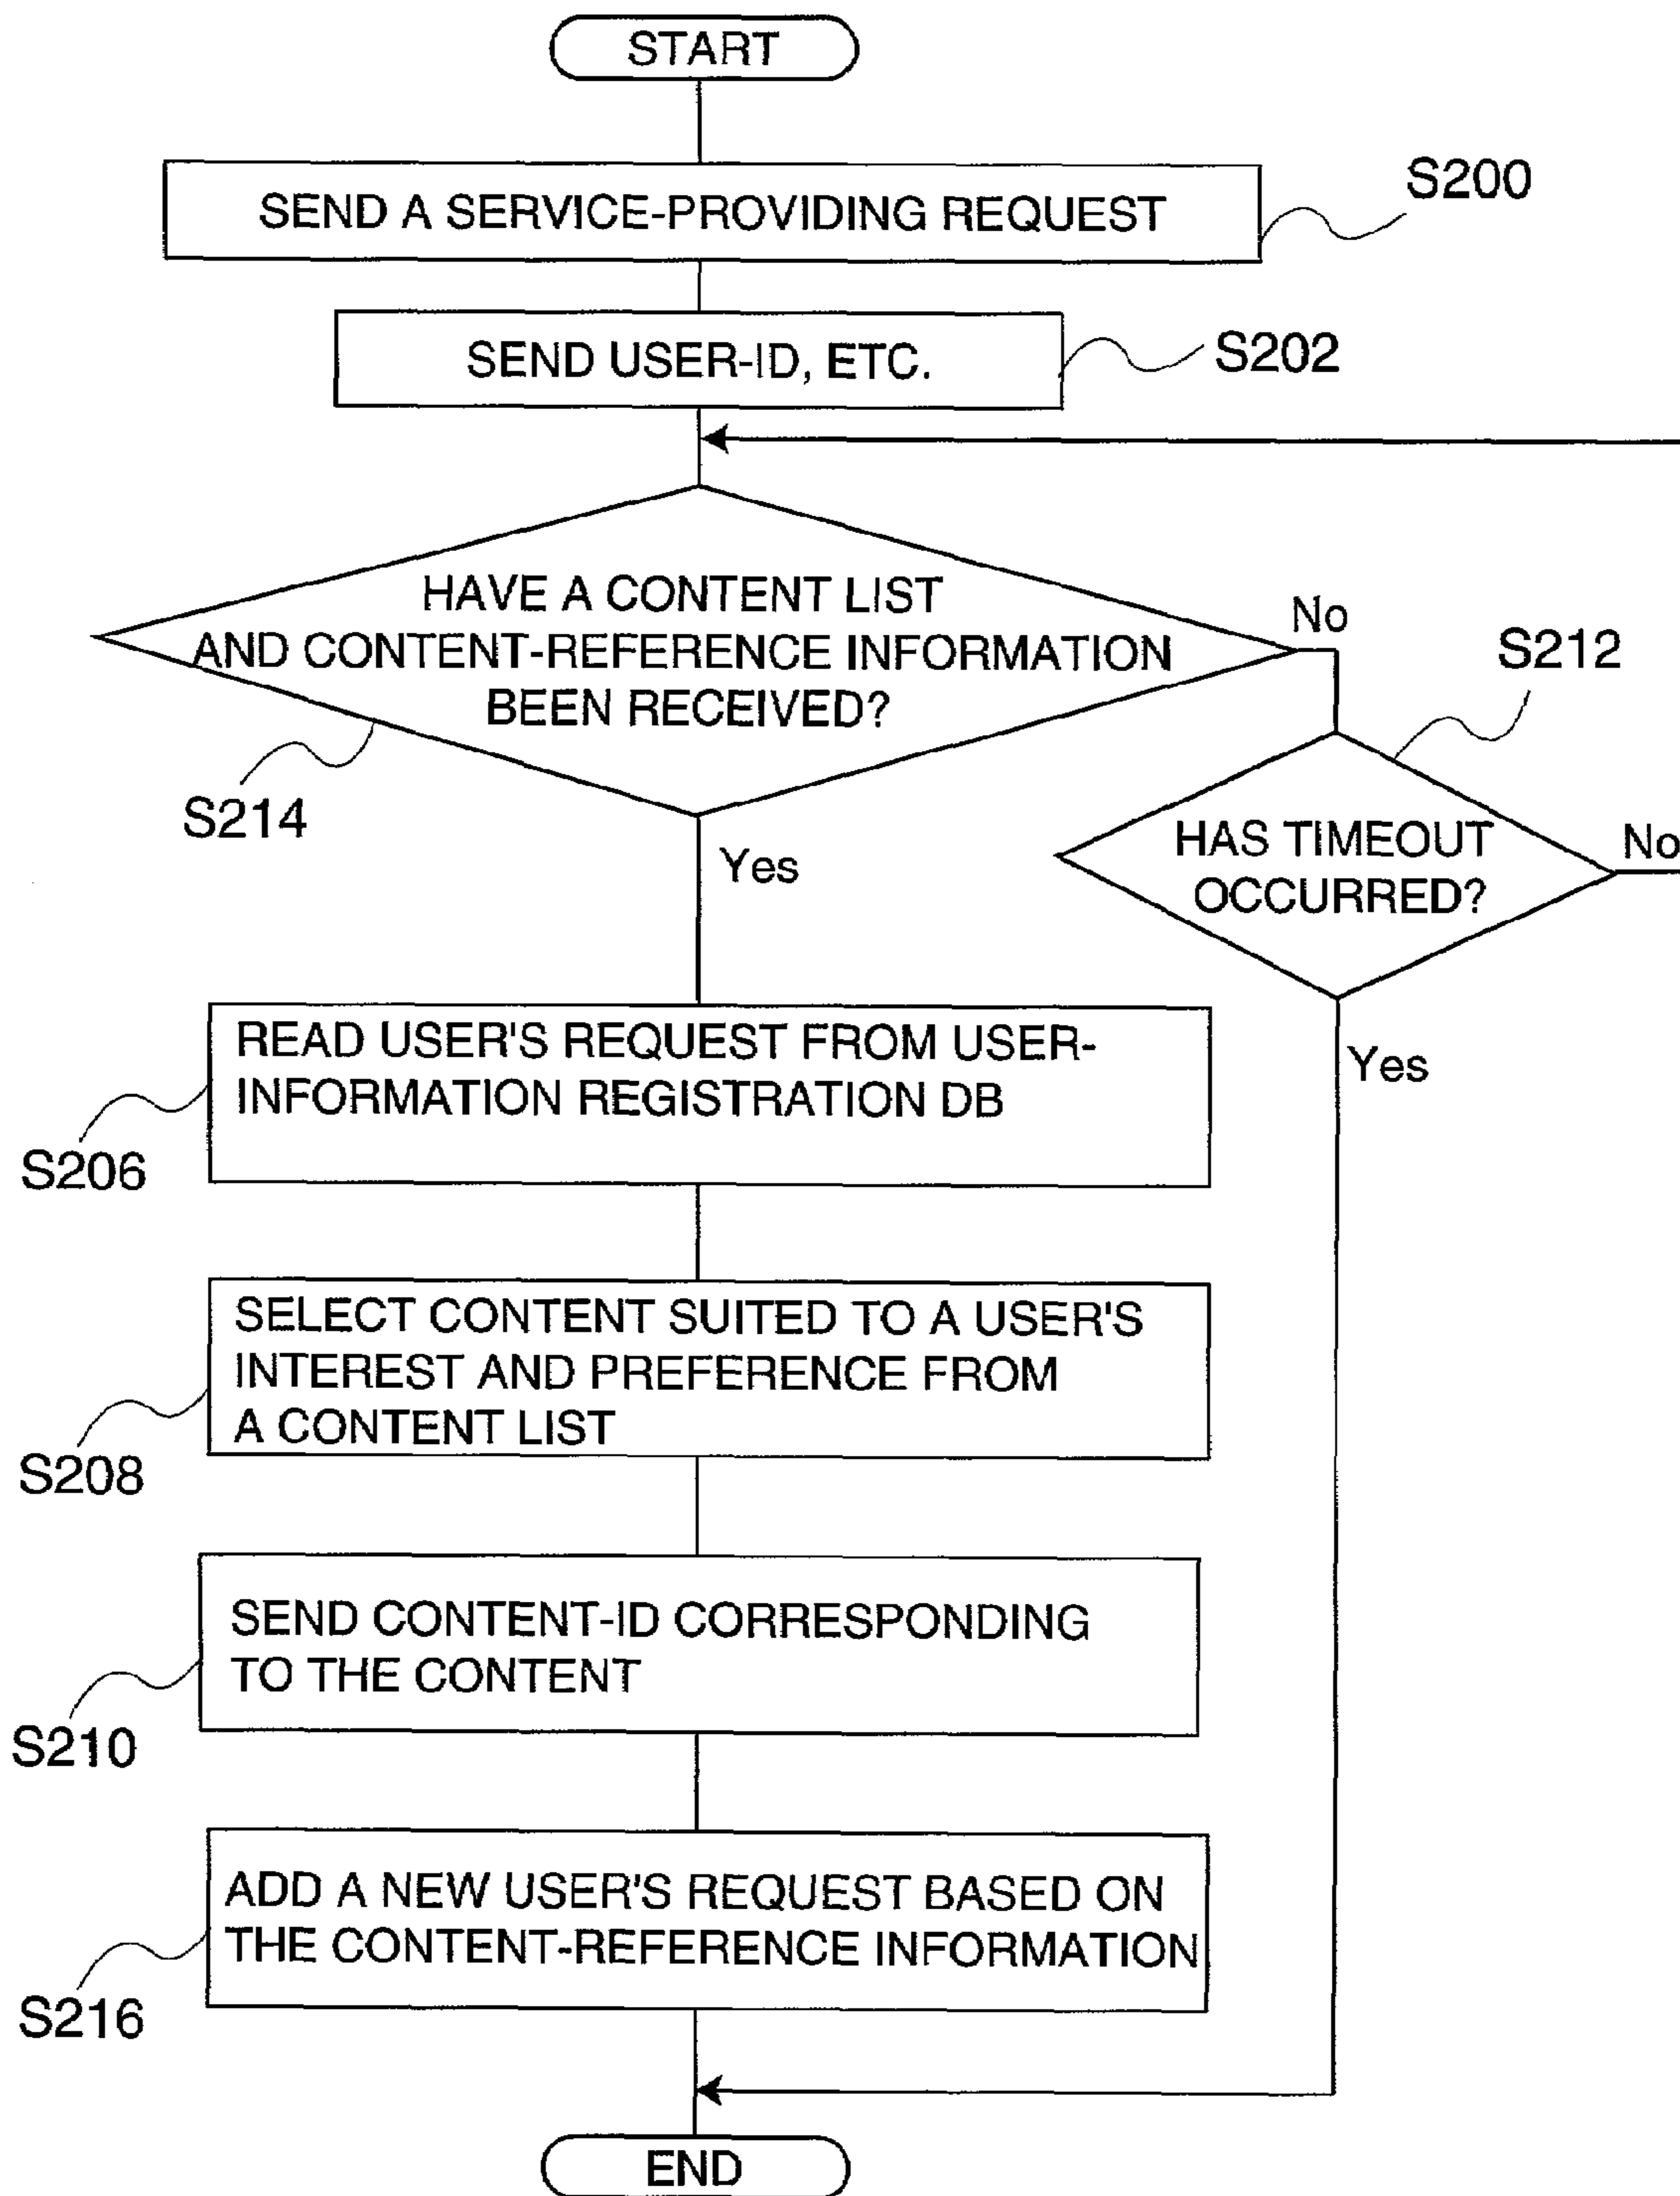 START
SEND A SERVICE-PROVIDING REQUEST
S200
SEND USER-ID, ETC.
S202
HAVE A CONTENT LIST
AND CONTENT-REFERENCE INFORMATION
BEEN RECEIVED?
No
S214
S212
HAS TIMEOUT
OCCURRED?
No
Yes
Yes
READ USER'S REQUEST FROM USER-
INFORMATION REGISTRATION DB
S206
SELECT CONTENT SUITED TO A USER'S
INTEREST AND PREFERENCE FROM
A CONTENT LIST
S208
SEND CONTENT-ID CORRESPONDING
TO THE CONTENT
S210
ADD A NEW USER'S REQUEST BASED ON
THE CONTENT-REFERENCE INFORMATION
S216
END